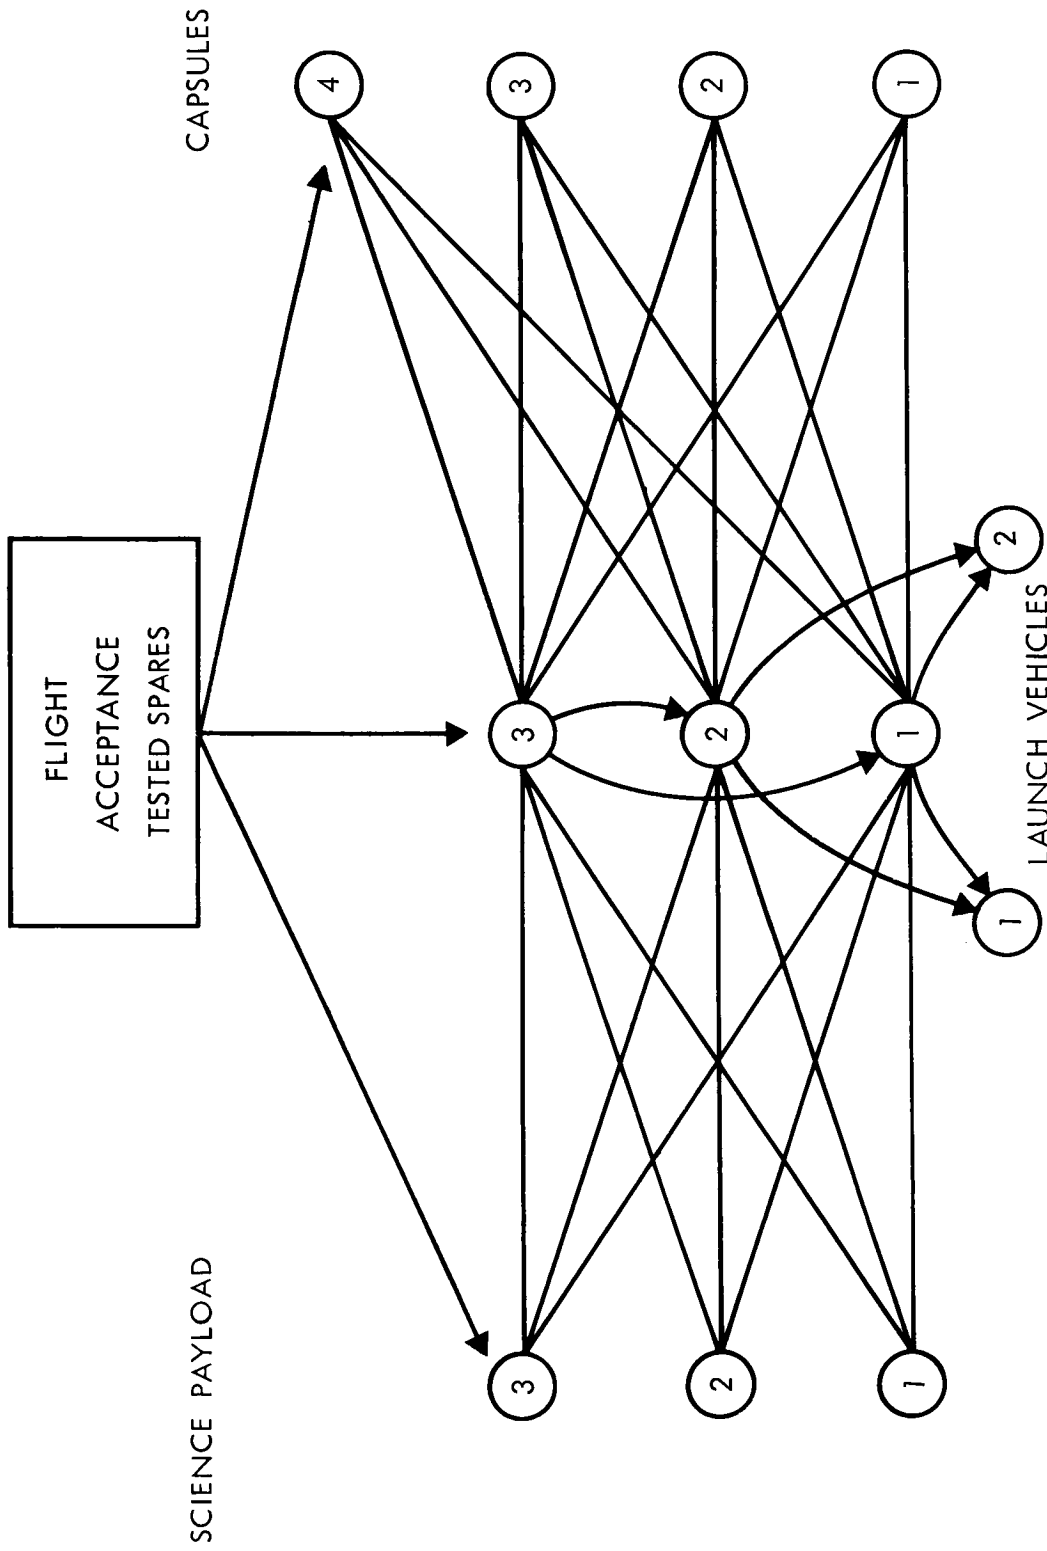 FLIGHT
ACCEPTANCE
TESTED SPARES
SCIENCE PAYLOAD
CAPSULES
4
3
3
3
2
2
2
1
1
1
1
2
LAUNCH VEHICLES